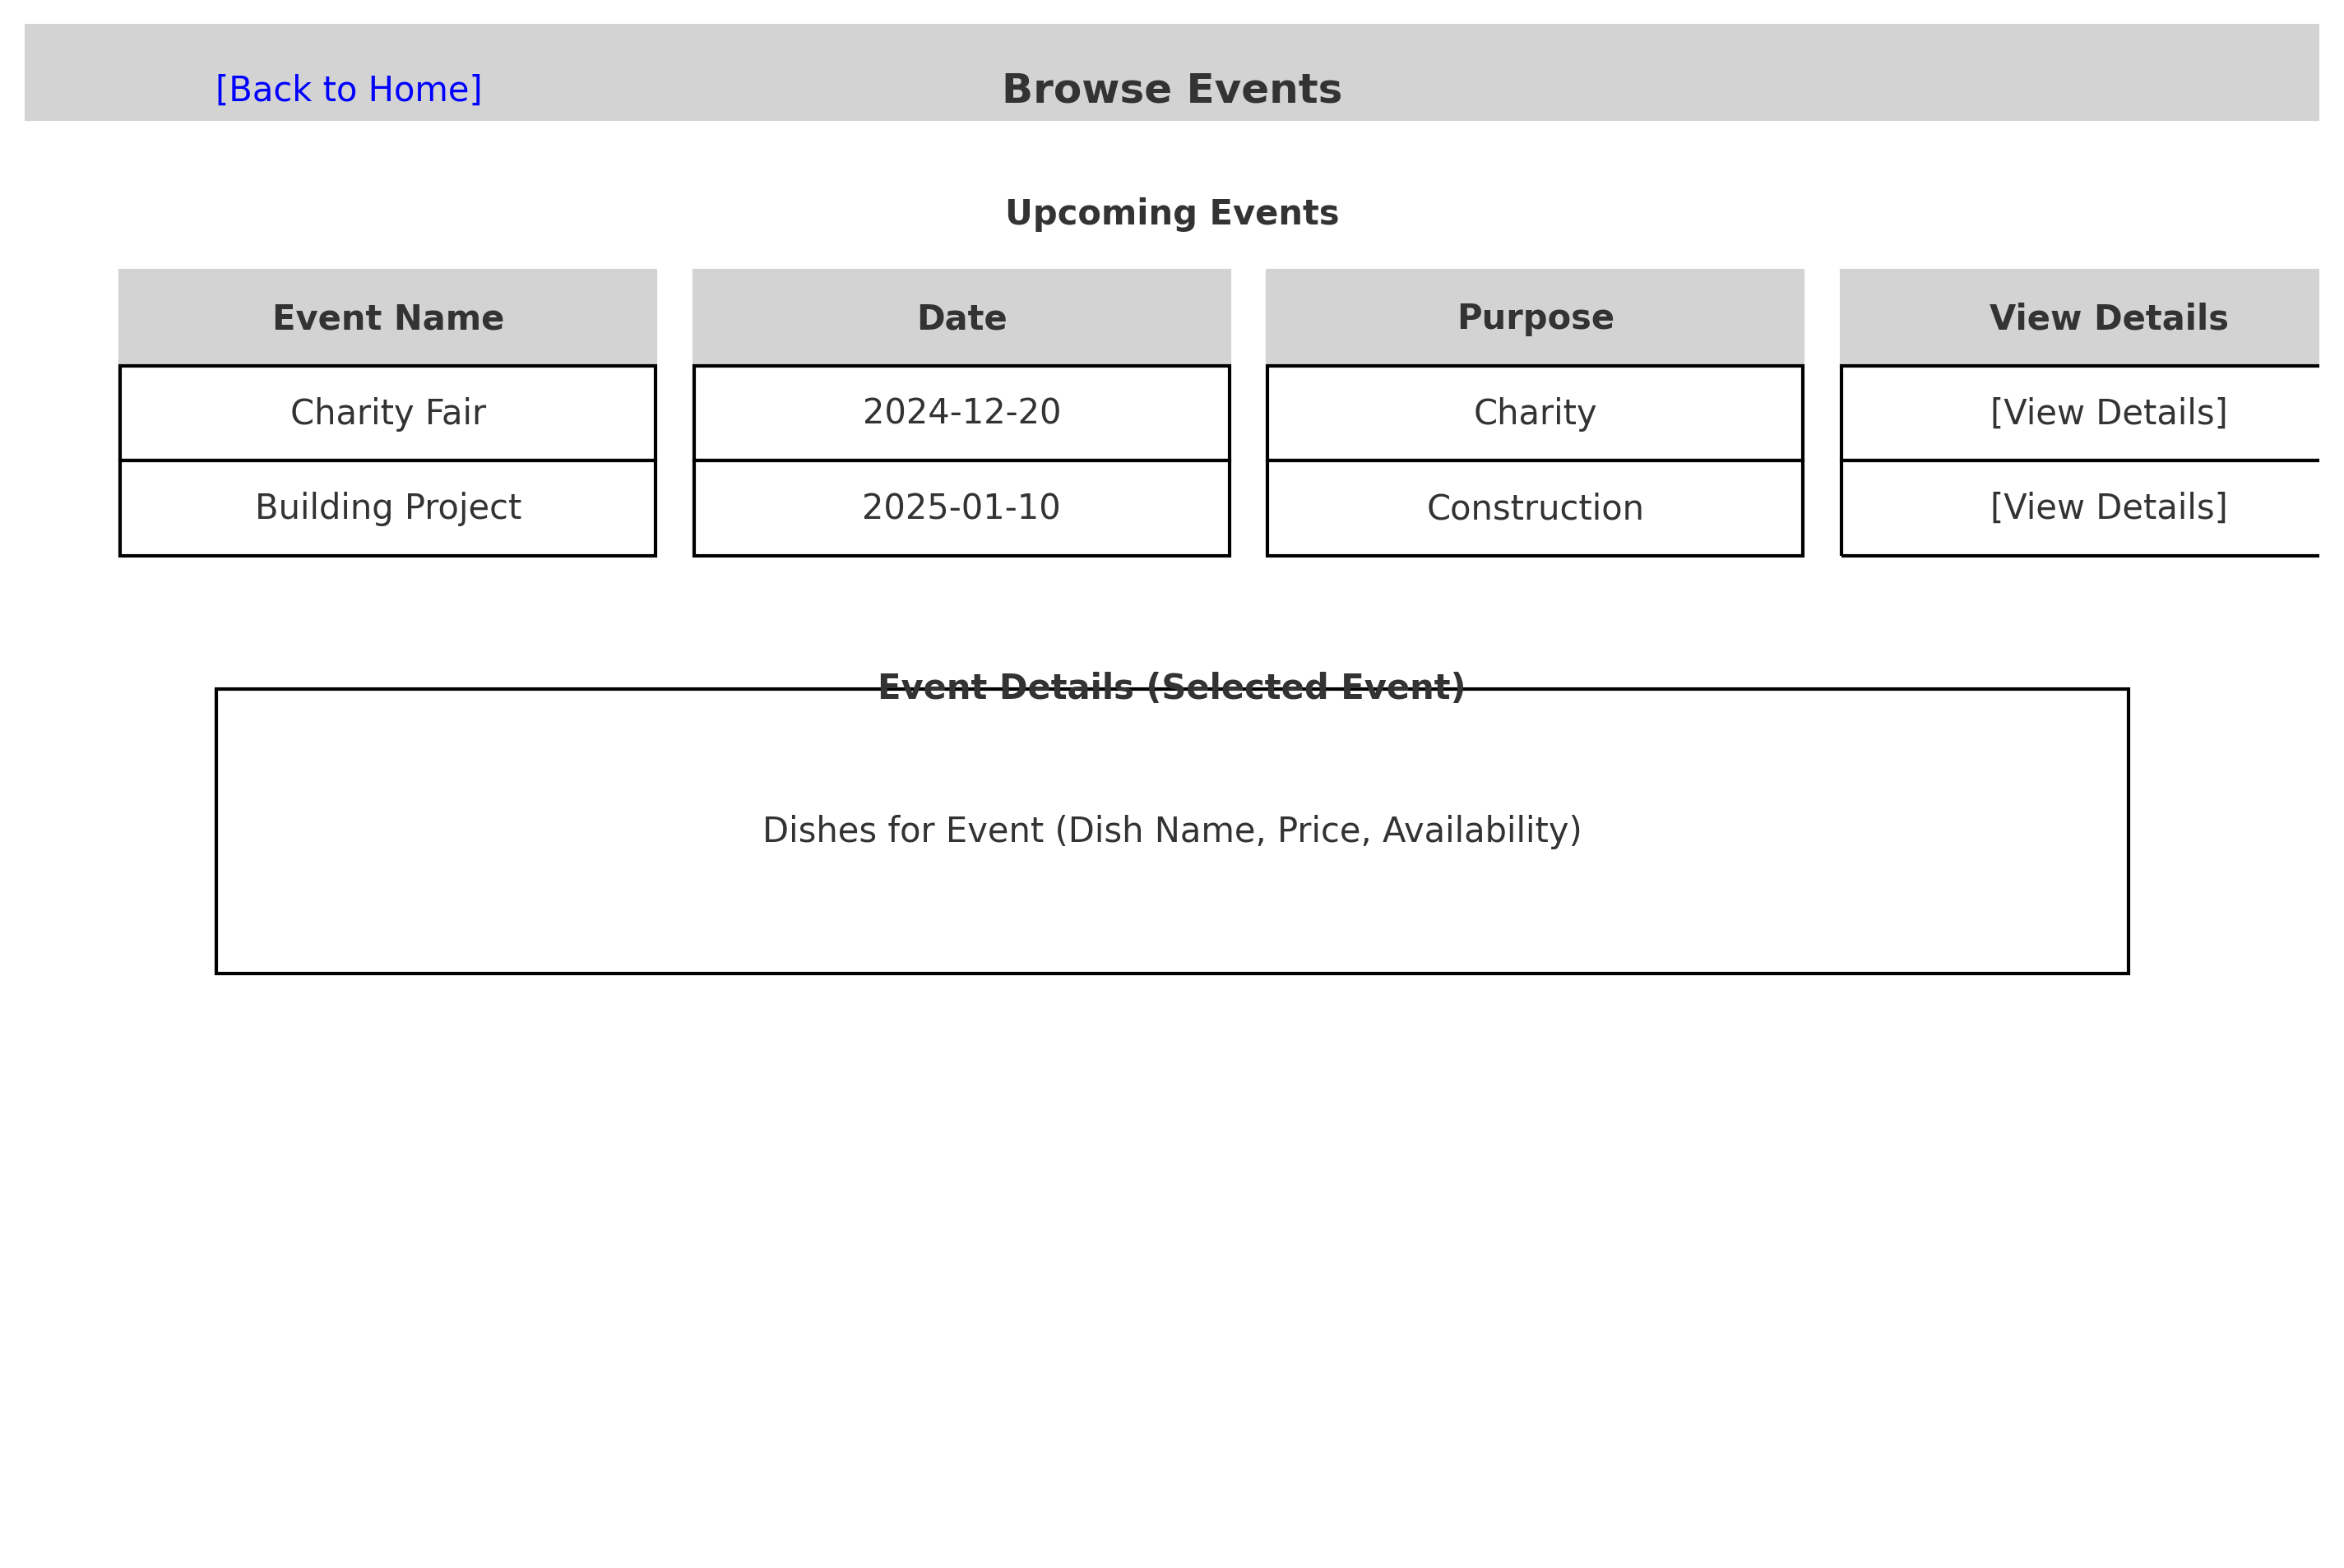 [Back to Home] Browse Events
Upcoming Events
Event Name Date Purpose View Details
Charity Fair 2024-12-20 Charity [View Details]
Building Project 2025-01-10 Construction [View Details]
Event Details (Selected Event)
Dishes for Event (Dish Name, Price, Availability)